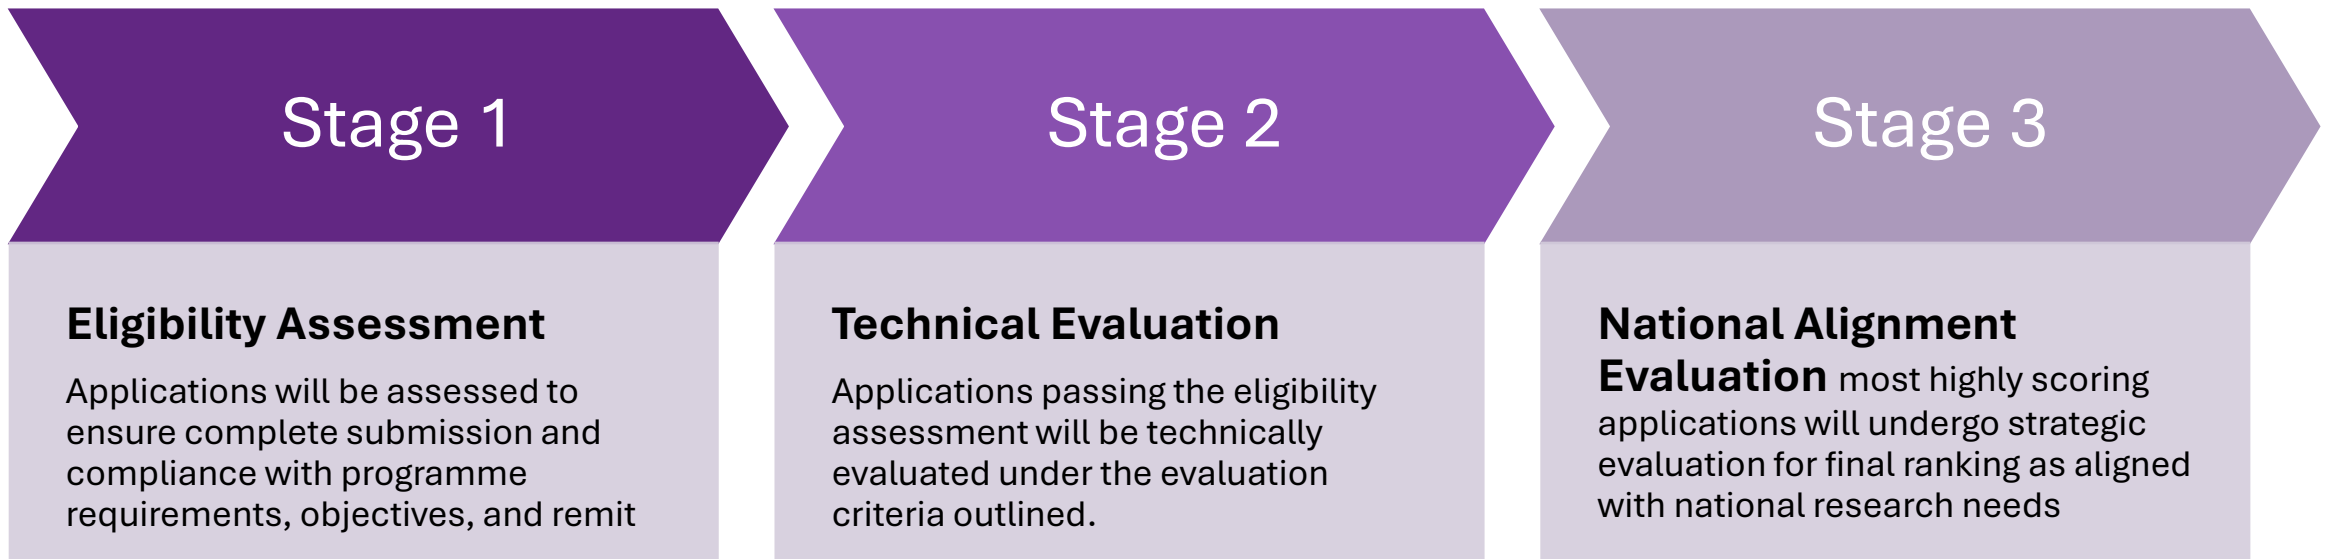 Stage 1
Stage 2
Stage 3
Eligibility Assessment
Applications will be assessed to
ensure complete submission and
compliance with programme
requirements, objectives, and remit
Technical Evaluation
Applications passing the eligibility
assessment will be technically
evaluated under the evaluation
criteria outlined.
National Alignment
Evaluation most highly scoring
applications will undergo strategic
evaluation for final ranking as aligned
with national research needs